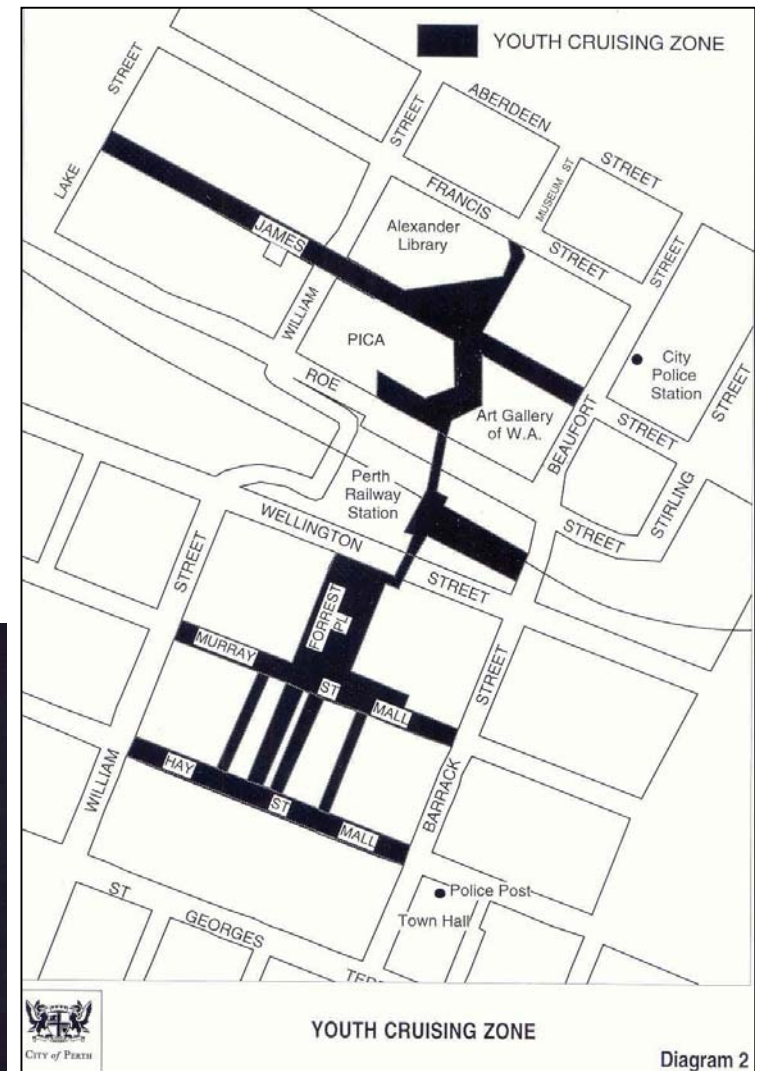 YOUTH CRUISING ZONE
STREET
ABERDEEN
STREET
STREET
MUSEUM ST
LAKE
FRANCIS
STREET
STREET
Alexander
Library
JAMES
WILLIAM
PICA
City
Police
Station
ROE
Art Gallery
of W.A.
BEAUFORT
STREET
STREET
Perth
Railway
Station
STIRLING
WELLINGTON
STREET
STREET
STREET
FORREST
PL
MURRAY
ST
MALL
STREET
HAY
ST
MALL
WILLIAM
BARRACK
Police Post
Town Hall
ST
GEORGES
CITY of PERTH
YOUTH CRUISING ZONE
Diagram 2